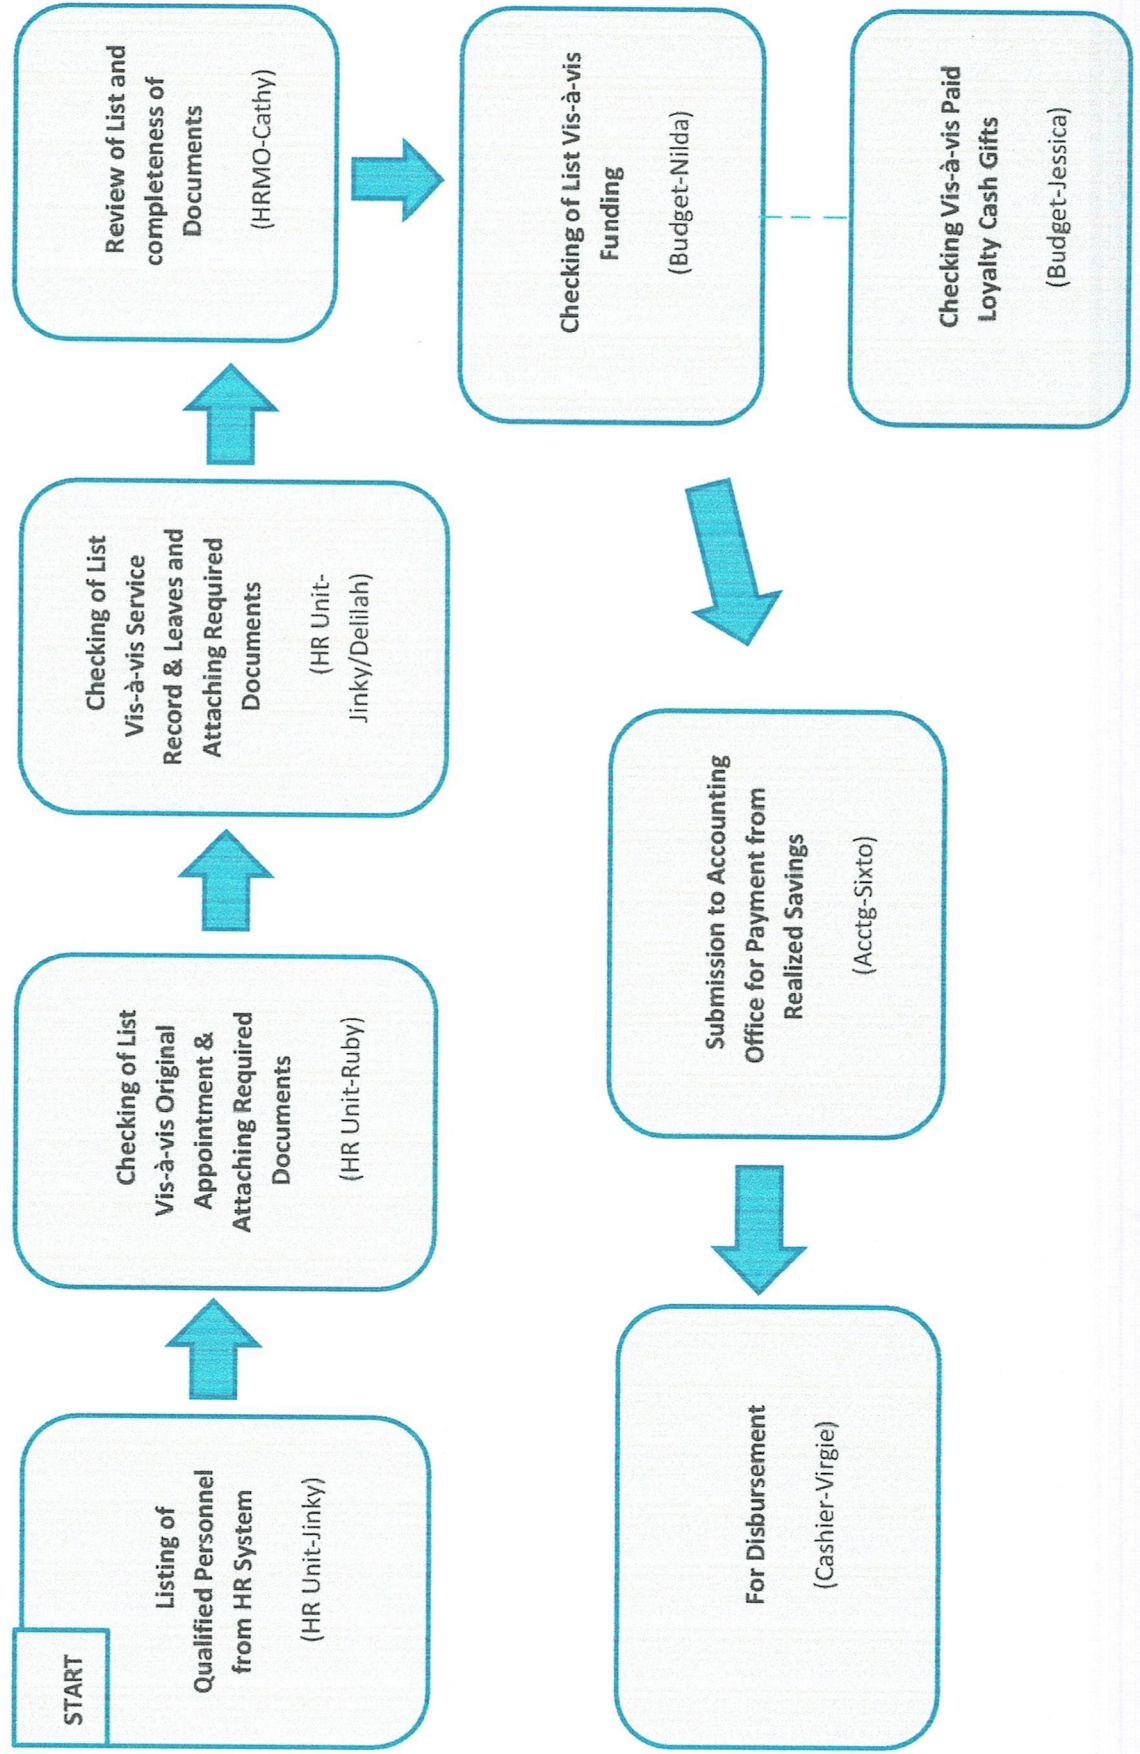 START
Listing of
Qualified Personnel
from HR System
(HR Unit-Jinky)
Checking of List
Vis-à-vis Original
Appointment &
Attaching Required
Documents
(HR Unit-Ruby)
Checking of List
Vis-à-vis Service
Record & Leaves and
Attaching Required
Documents
(HR Unit-
Jinky/Delilah)
Review of List and
completeness of
Documents
(HRMO-Cathy)
Checking of List Vis-à-vis
Funding
(Budget-Nilda)
Checking Vis-à-vis Paid
Loyalty Cash Gifts
(Budget-Jessica)
Submission to Accounting
Office for Payment from
Realized Savings
(Acctg-Sixto)
For Disbursement
(Cashier-Virgie)